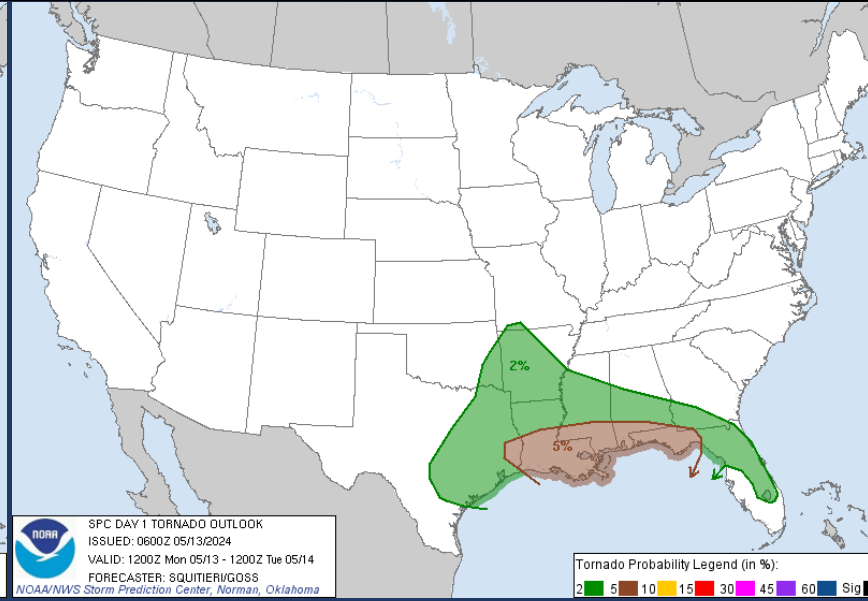 2%
5%
SPC DAY 1 TORNADO OUTLOOK
ISSUED: 0600Z 05/13/2024
VALID: 1200Z Mon 05/13 - 1200Z Tue 05/14
FORECASTER: SQUITIERI/GOSS
NOAA/NWS Storm Prediction Center, Norman, Oklahoma
NOAA
Tornado Probability Legend (in %):
2 5 10 15 30 45 60 Sig